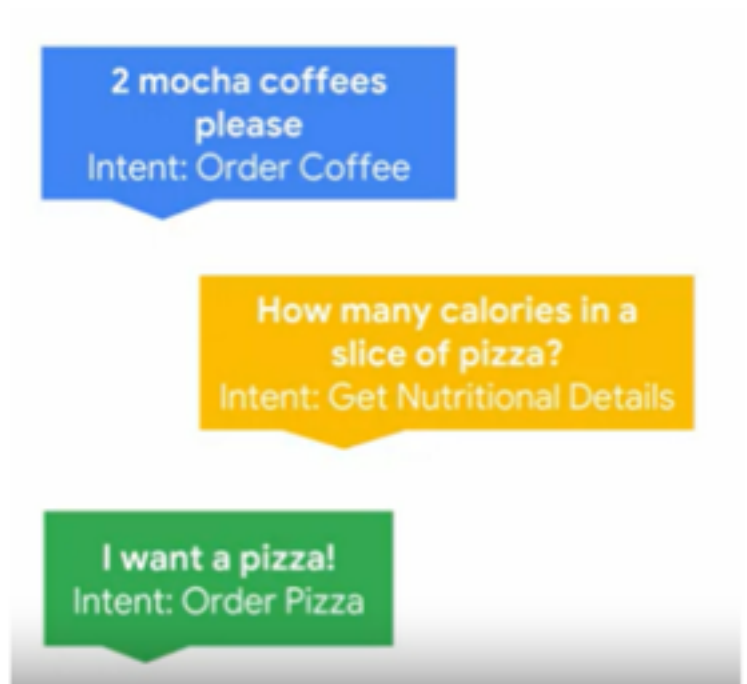 2 mocha coffees
please
Intent: Order Coffee
How many calories in a
slice of pizza?
Intent: Get Nutritional Details
I want a pizza!
Intent: Order Pizza